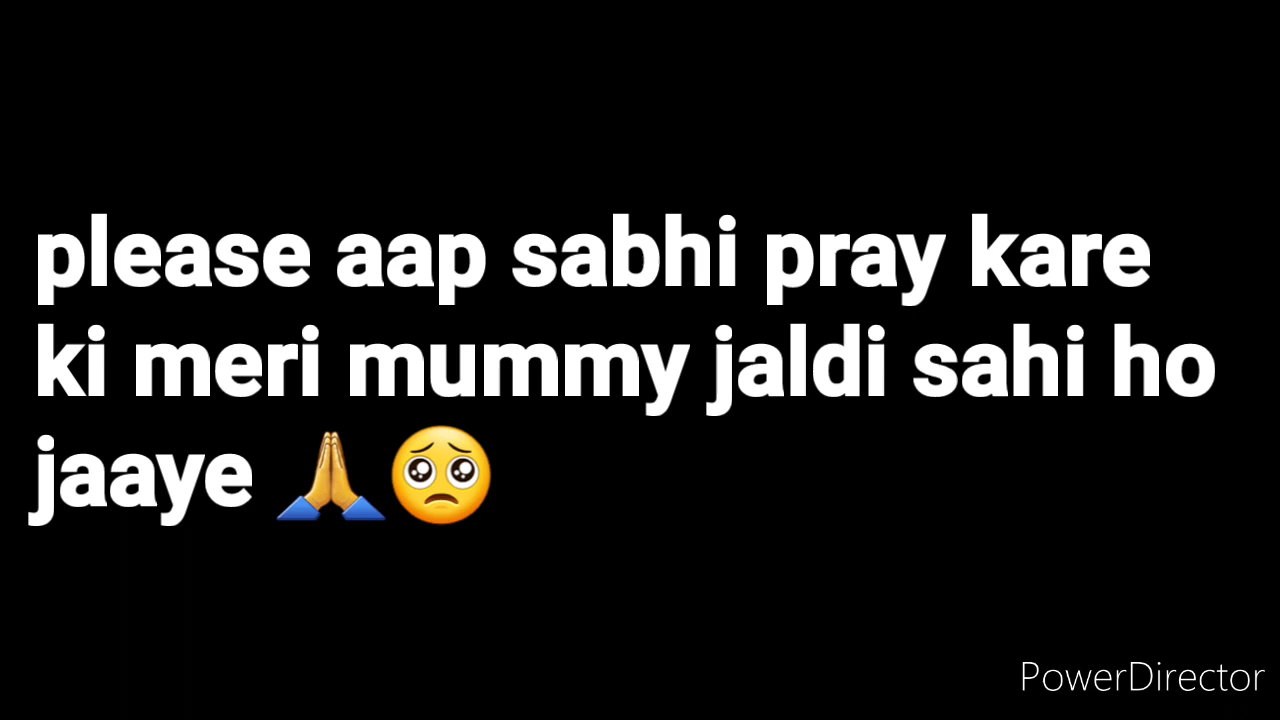 please aap sabhi pray kare
ki meri mummy jaldi sahi ho
jaaye 🙏🥺
PowerDirector